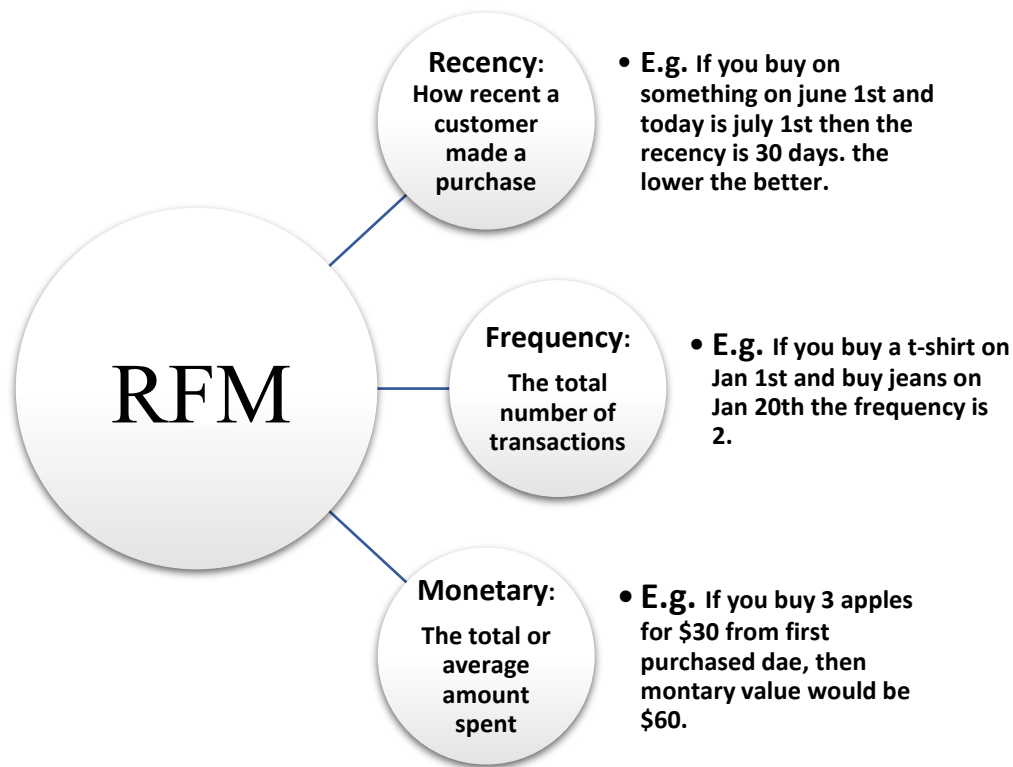 RFM
Recency:
How recent a
customer
made a
purchase
• E.g. If you buy on
something on june 1st and
today is july 1st then the
recency is 30 days. the
lower the better.
Frequency:
The total
number of
transactions
• E.g. If you buy a t-shirt on
Jan 1st and buy jeans on
Jan 20th the frequency is
2.
Monetary:
The total or
average
amount
spent
• E.g. If you buy 3 apples
for $30 from first
purchased dae, then
montary value would be
$60.